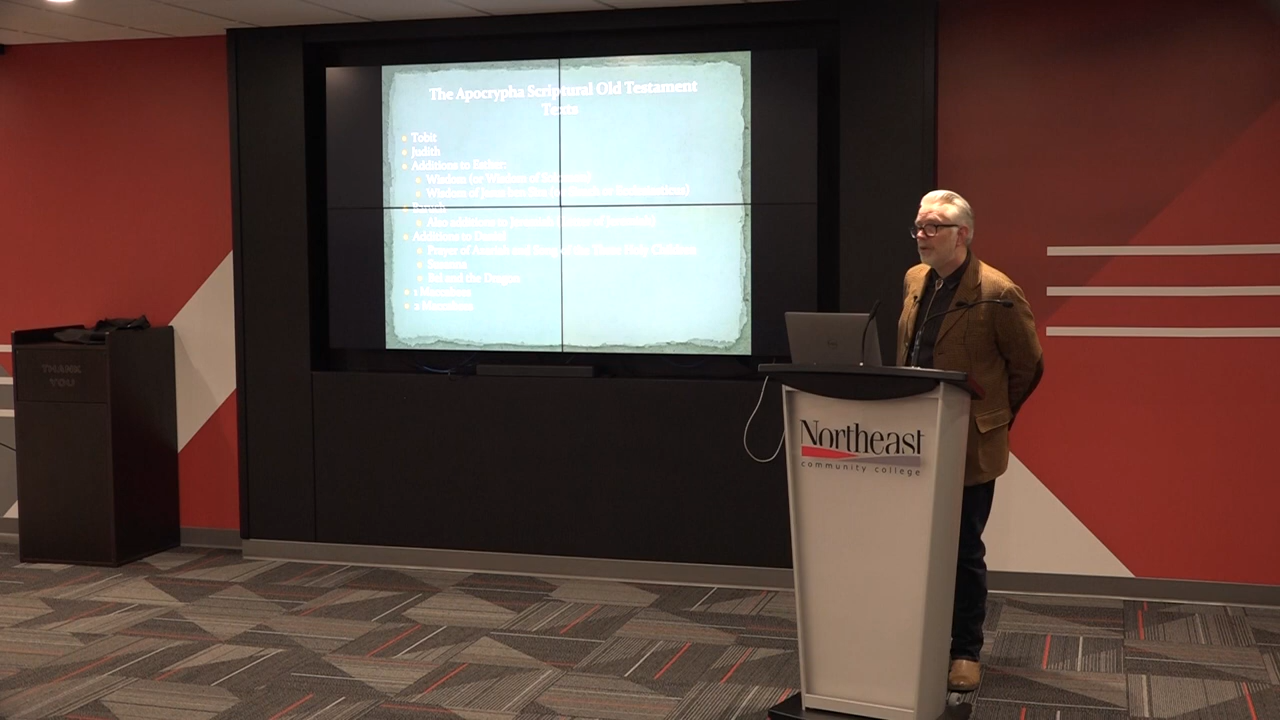 The Apocrypha Scriptural Old Testament
Texts
Tobit
Judith
Additions to Esther:
Wisdom (or Wisdom of Solomon)
Wisdom of Jesus ben Sira (or Sirach or Ecclesiasticus)
Baruch
Also additions to Jeremiah (Letter of Jeremiah)
Additions to Daniel
Prayer of Azariah and Song of the Three Holy Children
Susanna
Bel and the Dragon
1 Maccabees
2 Maccabees
THANK
YOU
Northeast
community college